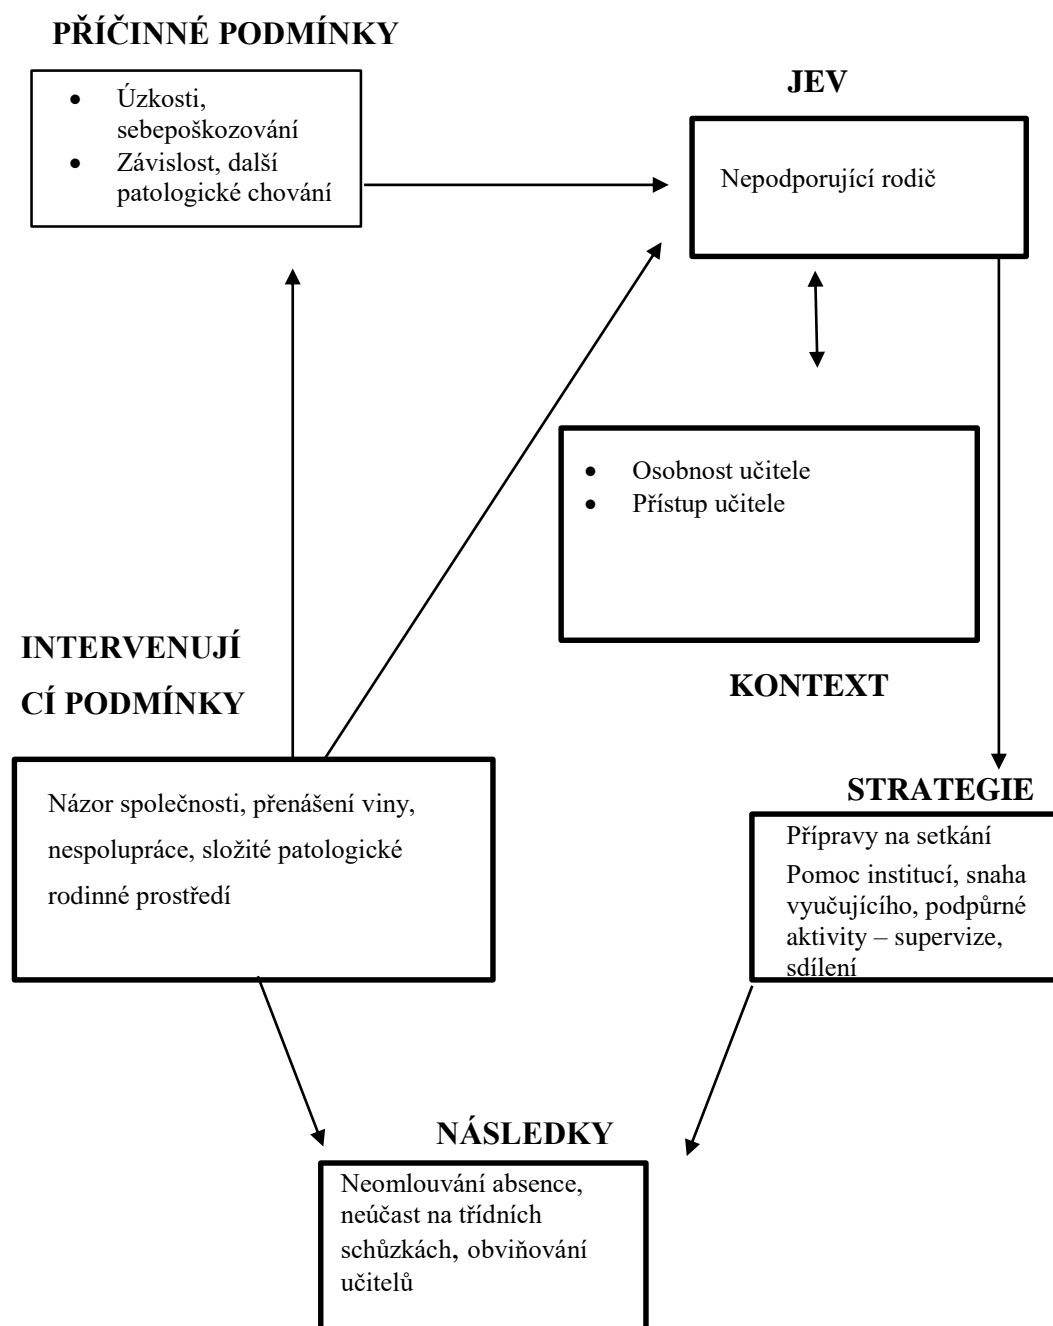 PŘÍČINNÉ PODMÍNKY
• Úzkosti,
sebepoškozování
• Závislost, další
patologické chování
JEV
Nepodporující rodič
• Osobnost učitele
• Přístup učitele
KONTEXT
INTERVENUJÍ
CÍ PODMÍNKY
Názor společnosti, přenášení viny,
nespolupráce, složité patologické
rodinné prostředí
STRATEGIE
Přípravy na setkání
Pomoc institucí, snaha
vyučujícího, podpůrné
aktivity – supervize,
sdílení
NÁSLEDKY
Neomlouvání absence,
neúčast na třídních
schůzkách, obviňování
učitelů